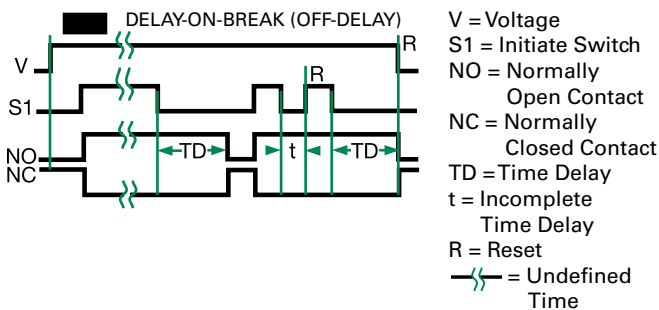 DELAY-ON-BREAK (OFF-DELAY)
V
R
S1
R
NO
NC
TD
t
TD
V = Voltage
S1 = Initiate Switch
NO = Normally
Open Contact
NC = Normally
Closed Contact
TD = Time Delay
t = Incomplete
Time Delay
R = Reset
= Undefined
Time